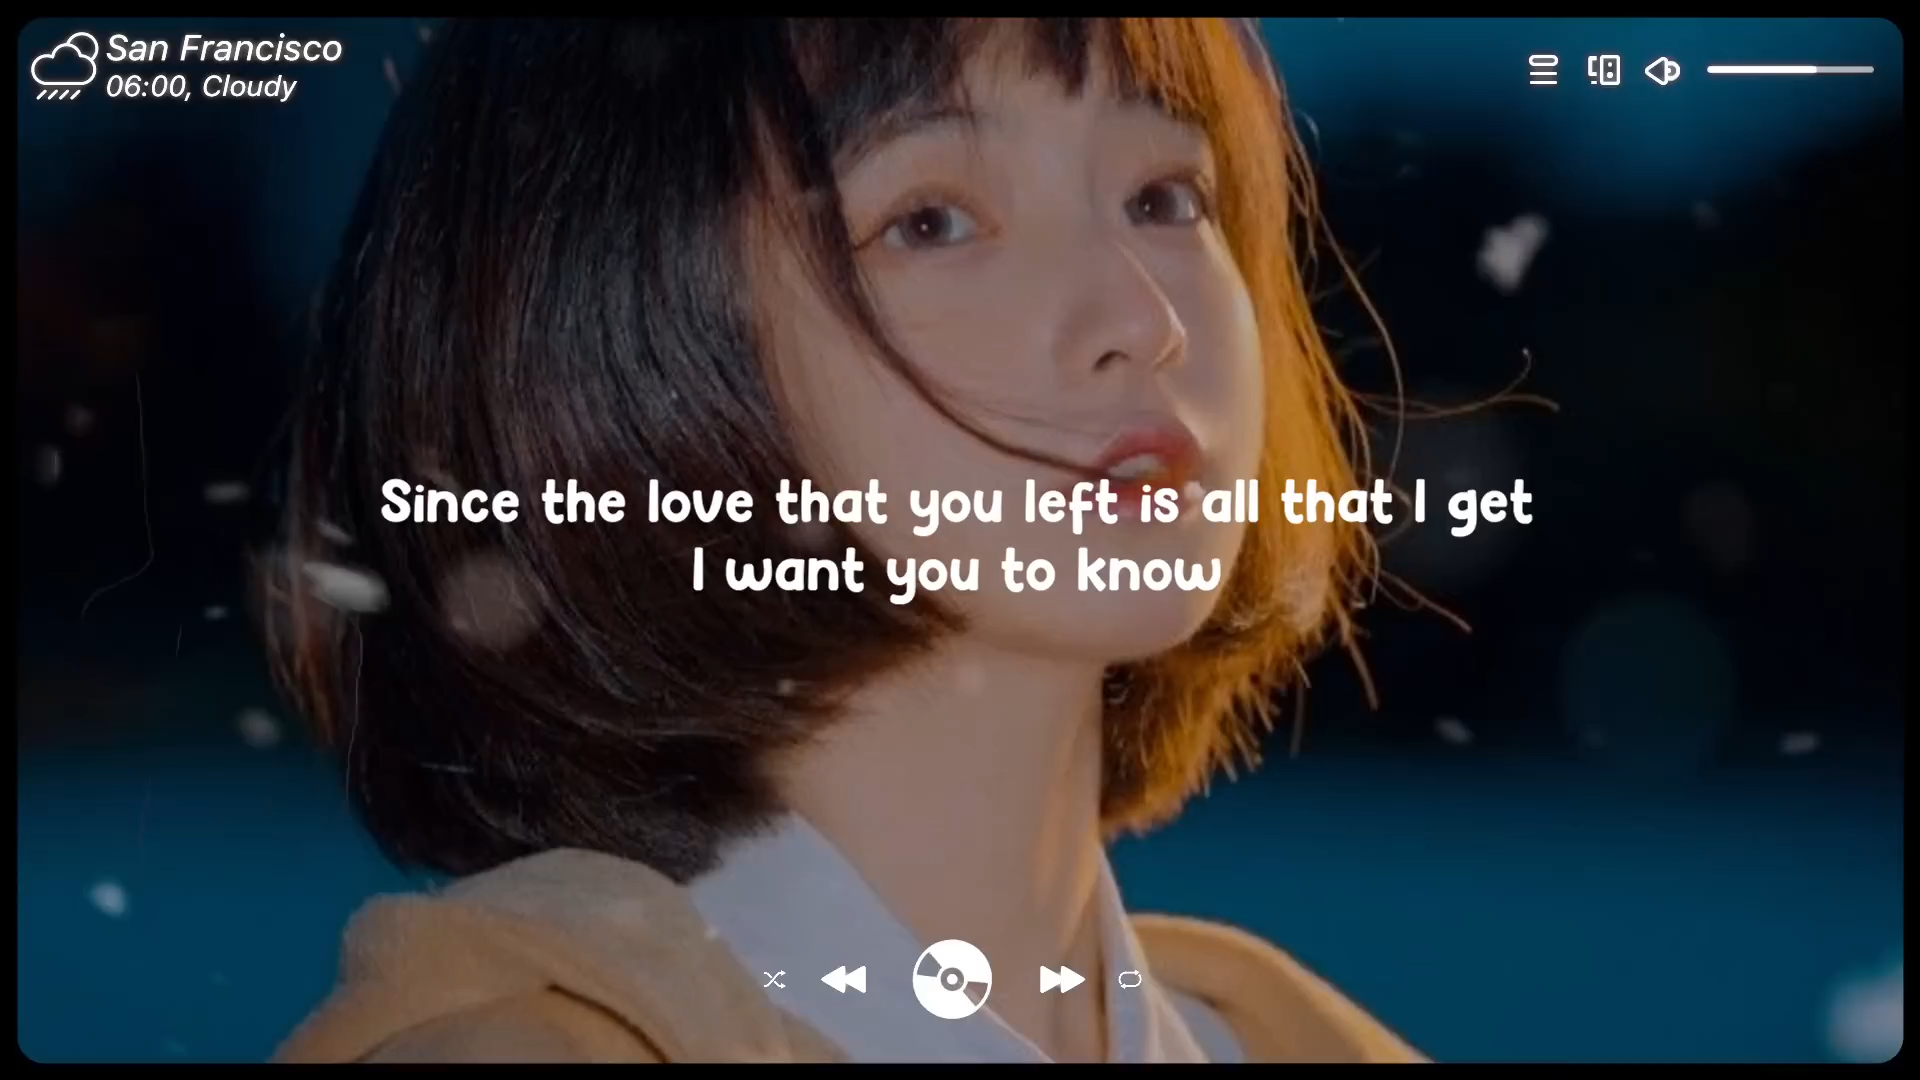 San Francisco
06:00, Cloudy
Since the love that you left is all that I get
I want you to know